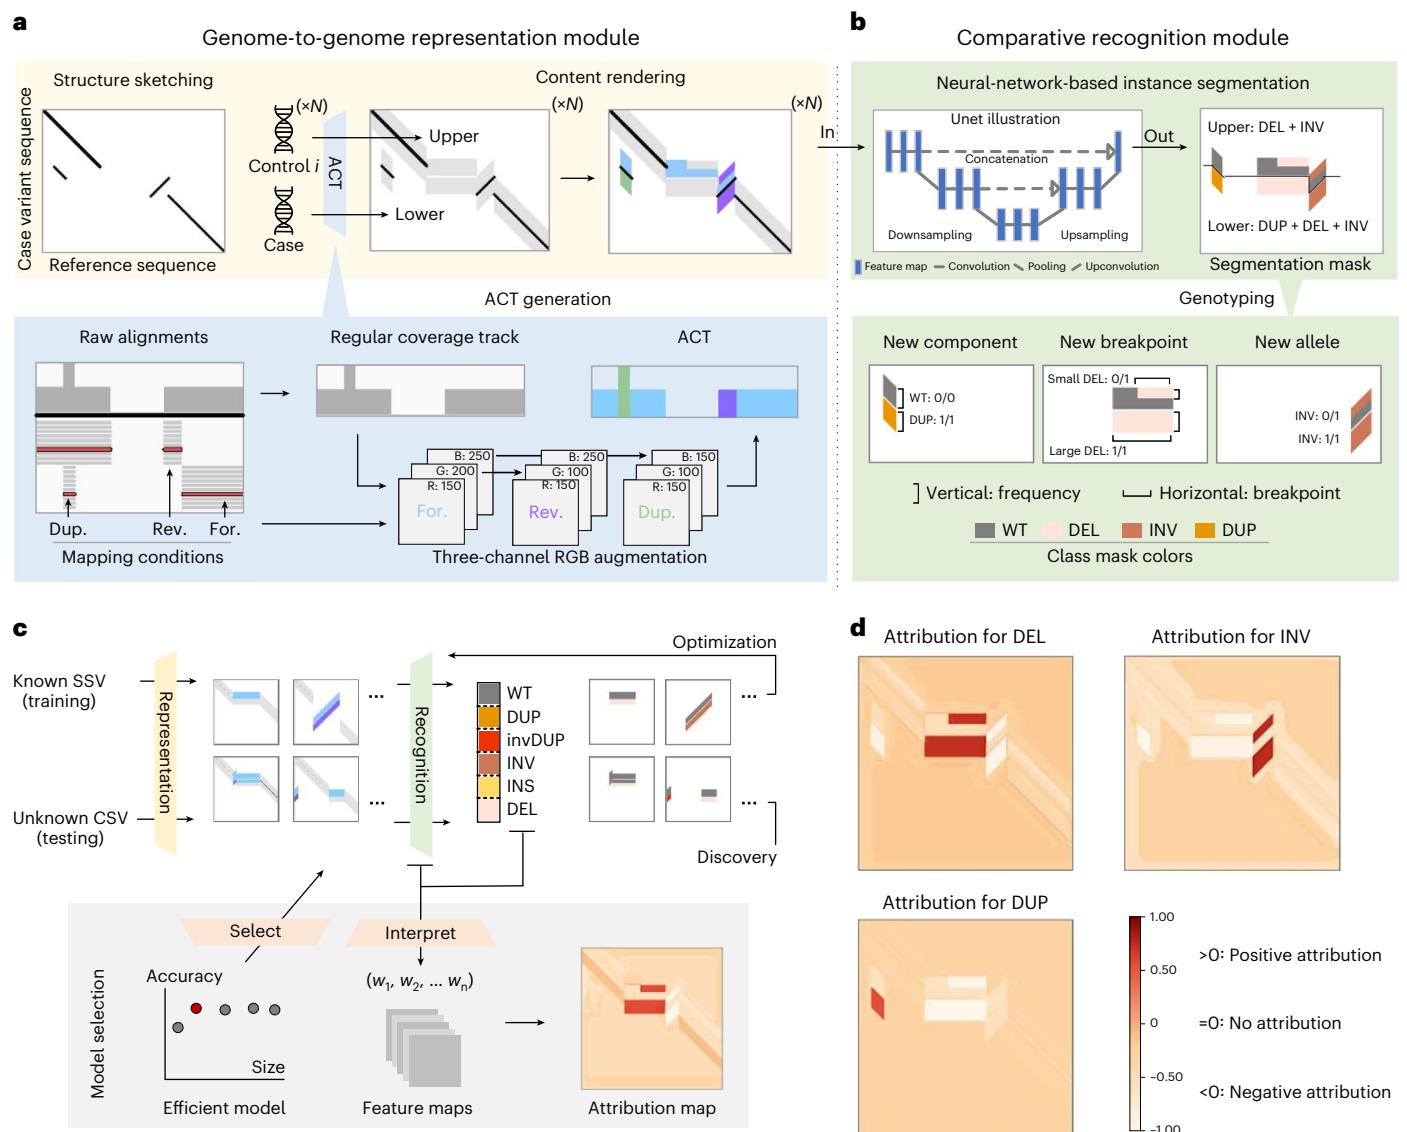 a
Genome-to-genome representation module
Structure sketching
Content rendering
Case variant sequence
Reference sequence
(×N)
Control i
Case
ACT
(×N)
Upper
Lower
(×N)
ACT generation
Raw alignments
Regular coverage track
ACT
Dup.
Rev.
For.
Mapping conditions
B: 250
G: 200
R: 150
For.
B: 250
G: 100
R: 150
Rev.
B: 150
G: 100
R: 150
Dup.
Three-channel RGB augmentation
b
Comparative recognition module
Neural-network-based instance segmentation
In
Unet illustration
Concatenation
Downsampling
Upsampling
Feature map
Convolution
Pooling
Upconvolution
Out
Upper: DEL + INV
Lower: DUP + DEL + INV
Segmentation mask
Genotyping
New component
New breakpoint
New allele
WT: 0/0
DUP: 1/1
Small DEL: 0/1
Large DEL: 1/1
INV: 0/1
INV: 1/1
Vertical: frequency
Horizontal: breakpoint
WT
DEL
INV
DUP
Class mask colors
c
Optimization
Known SSV
(training)
Unknown CSV
(testing)
Representation
...
...
Recognition
WT
DUP
invDUP
INV
INS
DEL
...
...
Discovery
Model selection
Select
Interpret
Accuracy
Size
Efficient model
(w1, w2, ... wn)
Feature maps
Attribution map
d
Attribution for DEL
Attribution for INV
Attribution for DUP
1.00
0.50
0
−0.50
−1.00
>0: Positive attribution
=0: No attribution
<0: Negative attribution